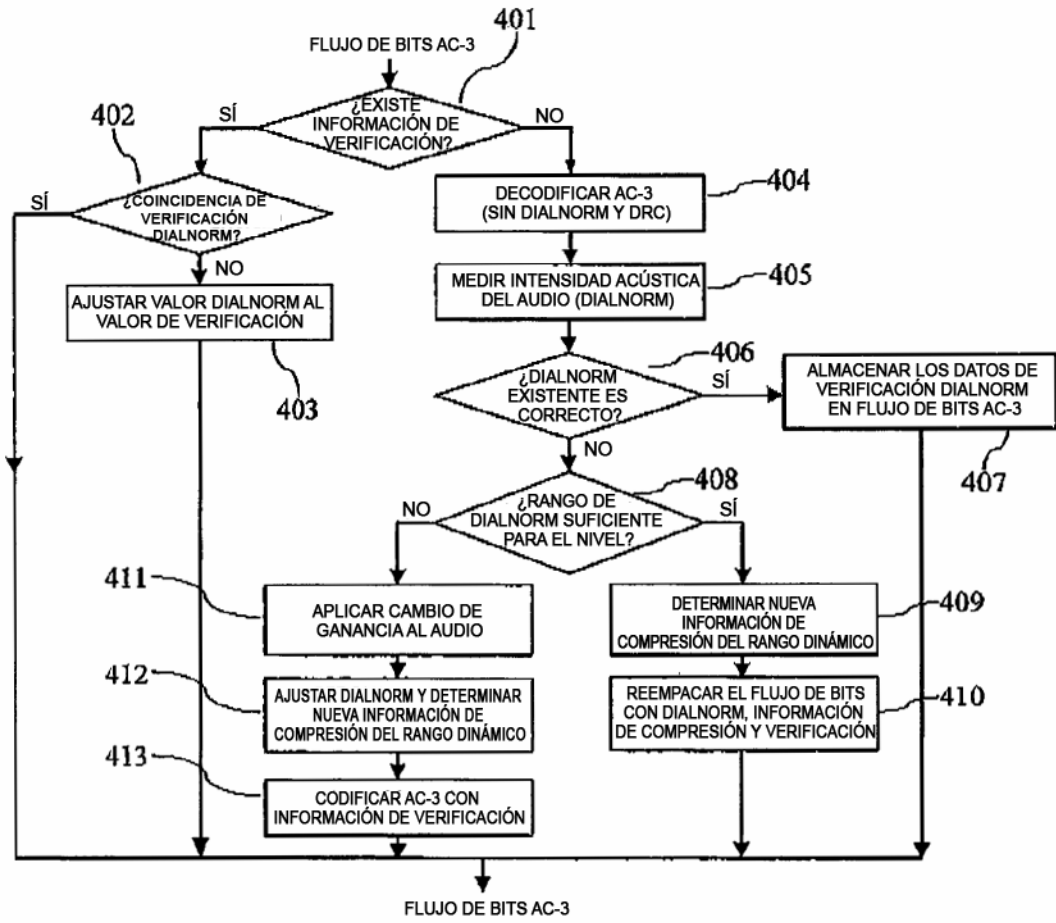 FLUJO DE BITS AC-3
401
¿EXISTE
INFORMACIÓN DE
VERIFICACIÓN?
SÍ
NO
402
¿COINCIDENCIA DE
VERIFICACIÓN
DIALNORM?
SÍ
NO
DECODIFICAR AC-3
(SIN DIALNORM Y DRC)
404
MEDIR INTENSIDAD ACÚSTICA
DEL AUDIO (DIALNORM)
405
AJUSTAR VALOR DIALNORM AL
VALOR DE VERIFICACIÓN
403
406
¿DIALNORM
EXISTENTE ES
CORRECTO?
SÍ
NO
ALMACENAR LOS DATOS DE
VERIFICACIÓN DIALNORM
EN FLUJO DE BITS AC-3
407
408
¿RANGO DE
DIALNORM SUFICIENTE
PARA EL NIVEL?
NO
SÍ
411
APLICAR CAMBIO DE
GANANCIA AL AUDIO
DETERMINAR NUEVA
INFORMACIÓN DE
COMPRESIÓN DEL RANGO DINÁMICO
409
412
AJUSTAR DIALNORM Y DETERMINAR
NUEVA INFORMACIÓN DE
COMPRESIÓN DEL RANGO DINÁMICO
REEMPACAR EL FLUJO DE BITS
CON DIALNORM, INFORMACIÓN
DE COMPRESIÓN Y VERIFICACIÓN
410
413
CODIFICAR AC-3 CON
INFORMACIÓN DE VERIFICACIÓN
FLUJO DE BITS AC-3